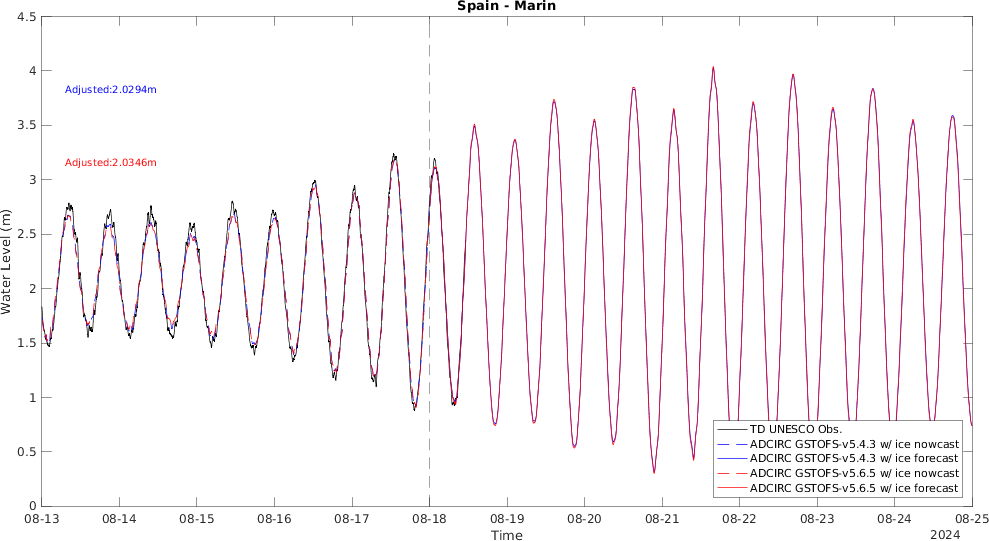 Spain - Marin
4.5
4
3.5
3
2.5
2
1.5
1
0.5
0
Water Level (m)
Adjusted:2.0294m
Adjusted:2.0346m
TD UNESCO Obs.
ADCIRC GSTOFS-v5.4.3 w/ ice nowcast
ADCIRC GSTOFS-v5.4.3 w/ ice forecast
ADCIRC GSTOFS-v5.6.5 w/ ice nowcast
ADCIRC GSTOFS-v5.6.5 w/ ice forecast
08-13 08-14 08-15 08-16 08-17 08-18 08-19 08-20 08-21 08-22 08-23 08-24 08-25
Time
2024